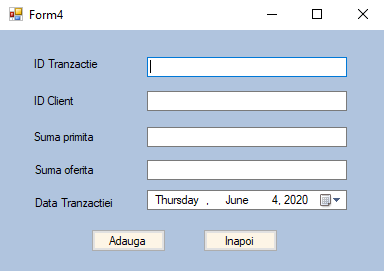 Form4
ID Tranzactie
ID Client
Suma primita
Suma oferita
Data Tranzactiei Thursday , June 4, 2020
Adauga Inapoi